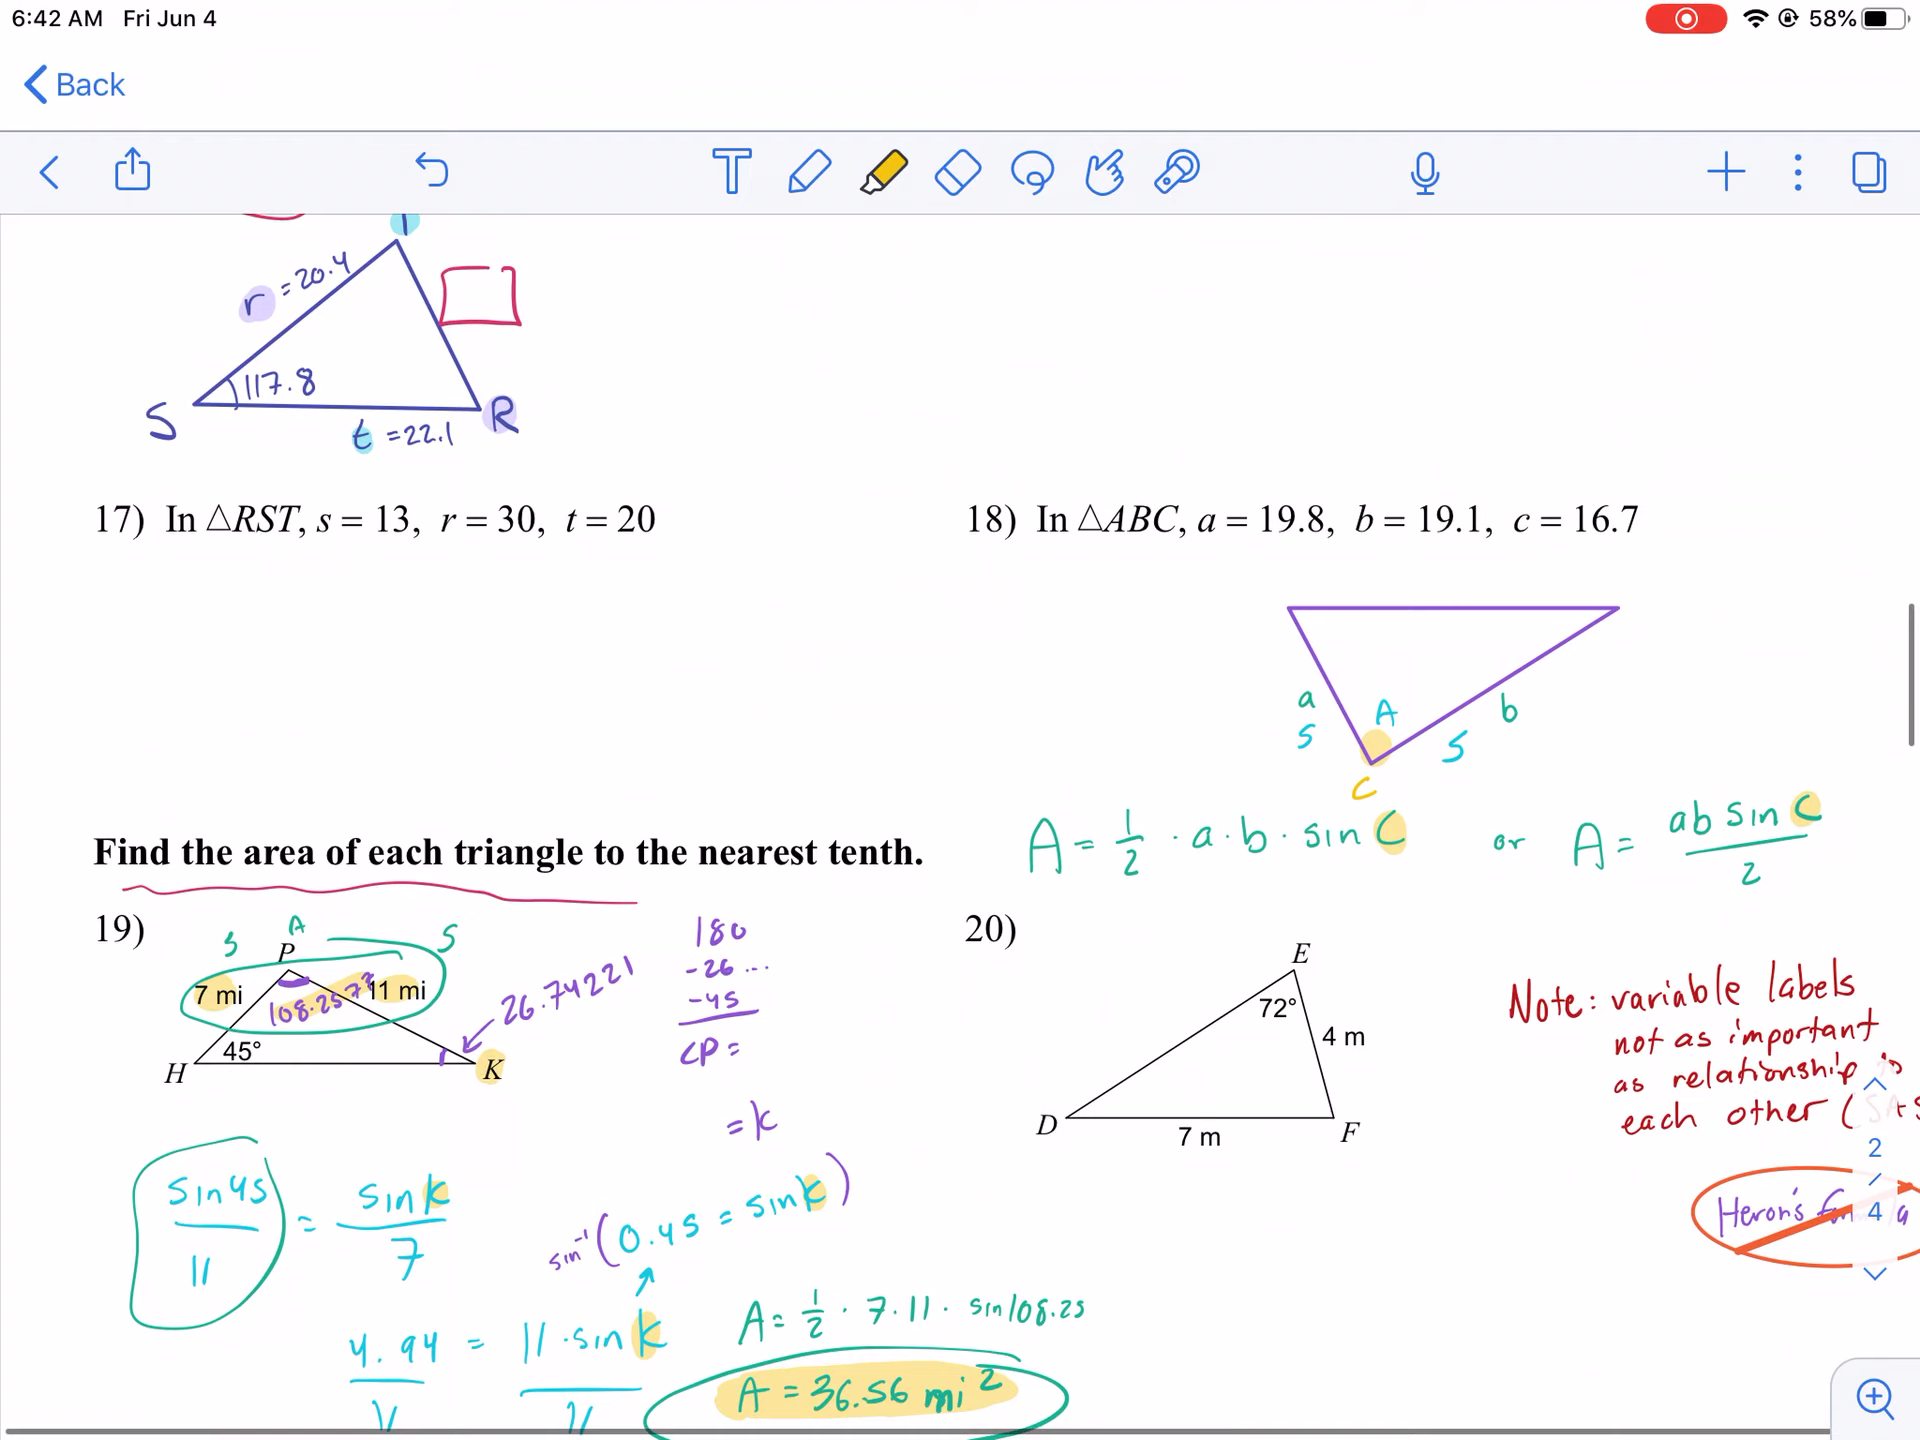 6:42 AM Fri Jun 4
58%
Back
r = 20.4
117.8
S
t = 22.1
R
17) In △RST, s = 13, r = 30, t = 20
18) In △ABC, a = 19.8, b = 19.1, c = 16.7
a
S
A
b
S
C
A = 1/2 · a · b · sin C or A = ab sin C / 2
Find the area of each triangle to the nearest tenth.
19)
S A S
P
7 mi
108.257
11 mi
26.74221
45°
H
K
180
-26 ...
-45
<P =
= k
sin 45 / 11 = sin k / 7
sin⁻¹ (0.45 = sin k)
4.94 / 11 = 11 · sin k / 11
A = 1/2 · 7 · 11 · sin 108.25
A = 36.56 mi²
20)
E
72°
4 m
D
7 m
F
Note: variable labels
not as important
as relationship
each other (SAS
2
/
4
Heron's